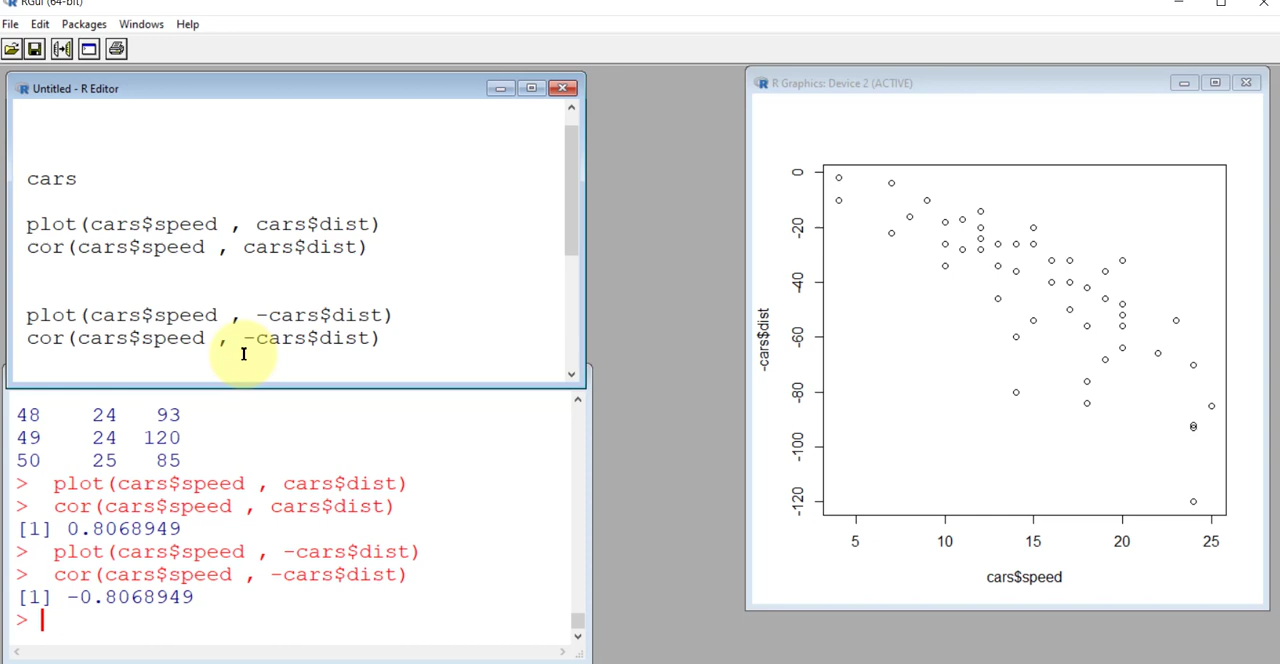 RGui (64-bit)
File Edit Packages Windows Help
Untitled - R Editor
cars
plot(cars$speed , cars$dist)
cor(cars$speed , cars$dist)
plot(cars$speed , -cars$dist)
cor(cars$speed , -cars$dist)
48 24 93
49 24 120
50 25 85
> plot(cars$speed , cars$dist)
> cor(cars$speed , cars$dist)
[1] 0.8068949
> plot(cars$speed , -cars$dist)
> cor(cars$speed , -cars$dist)
[1] -0.8068949
>
R Graphics: Device 2 (ACTIVE)
0
-20
-40
-60
-80
-100
-120
-cars$dist
5 10 15 20 25
cars$speed